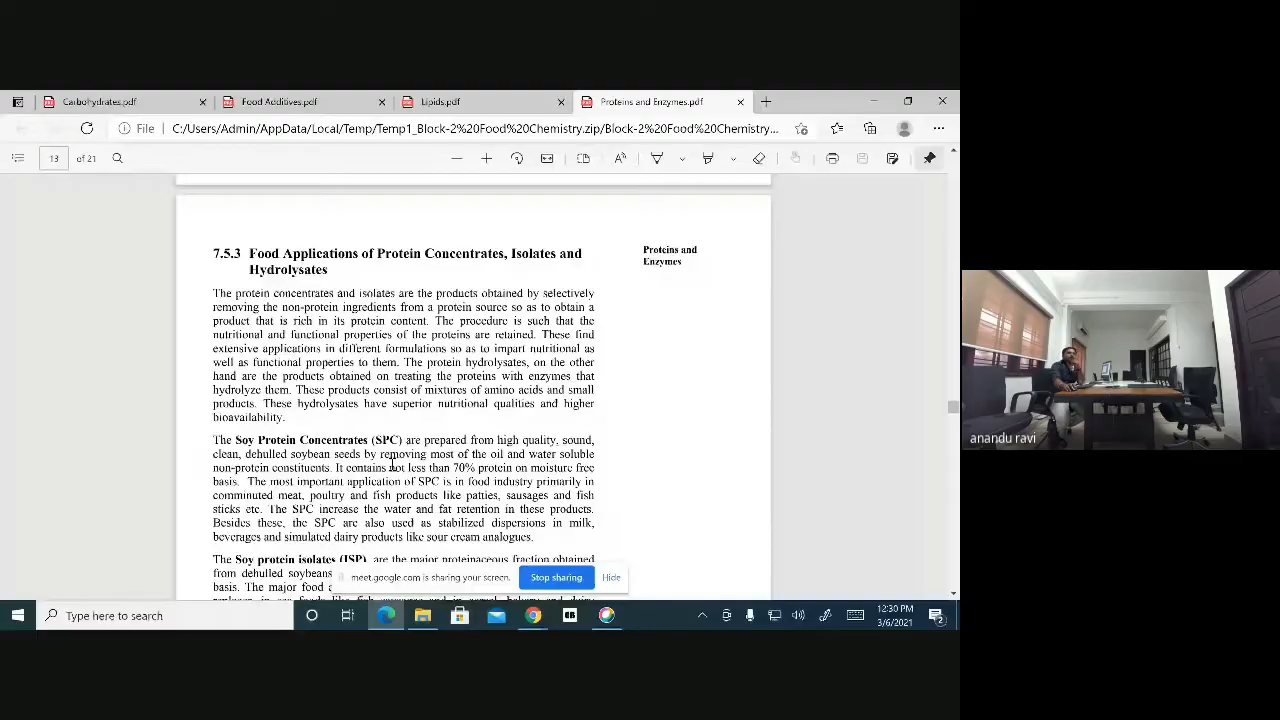 Carbohydrates.pdf
Food Additives.pdf
Lipids.pdf
Proteins and Enzymes.pdf
File
C:/Users/Admin/AppData/Local/Temp/Temp1_Block-2%20Food%20Chemistry.zip/Block-2%20Food%20Chemistry...
13 of 21
7.5.3 Food Applications of Protein Concentrates, Isolates and
Hydrolysates
Proteins and
Enzymes
The protein concentrates and isolates are the products obtained by selectively
removing the non-protein ingredients from a protein source so as to obtain a
product that is rich in its protein content. The procedure is such that the
nutritional and functional properties of the proteins are retained. These find
extensive applications in different formulations so as to impart nutritional as
well as functional properties to them. The protein hydrolysates, on the other
hand are the products obtained on treating the proteins with enzymes that
hydrolyze them. These products consist of mixtures of amino acids and small
products. These hydrolysates have superior nutritional qualities and higher
bioavailability.
The Soy Protein Concentrates (SPC) are prepared from high quality, sound,
clean, dehulled soybean seeds by removing most of the oil and water soluble
non-protein constituents. It contains not less than 70% protein on moisture free
basis. The most important application of SPC is in food industry primarily in
comminuted meat, poultry and fish products like patties, sausages and fish
sticks etc. The SPC increase the water and fat retention in these products.
Besides these, the SPC are also used as stabilized dispersions in milk,
beverages and simulated dairy products like sour cream analogues.
The Soy protein isolates (ISP), are the major proteinaceous fraction obtained
from dehulled soybeans
basis. The major food
meet.google.com is sharing your screen.
Stop sharing
Hide
anandu ravi
Type here to search
12:30 PM
3/6/2021